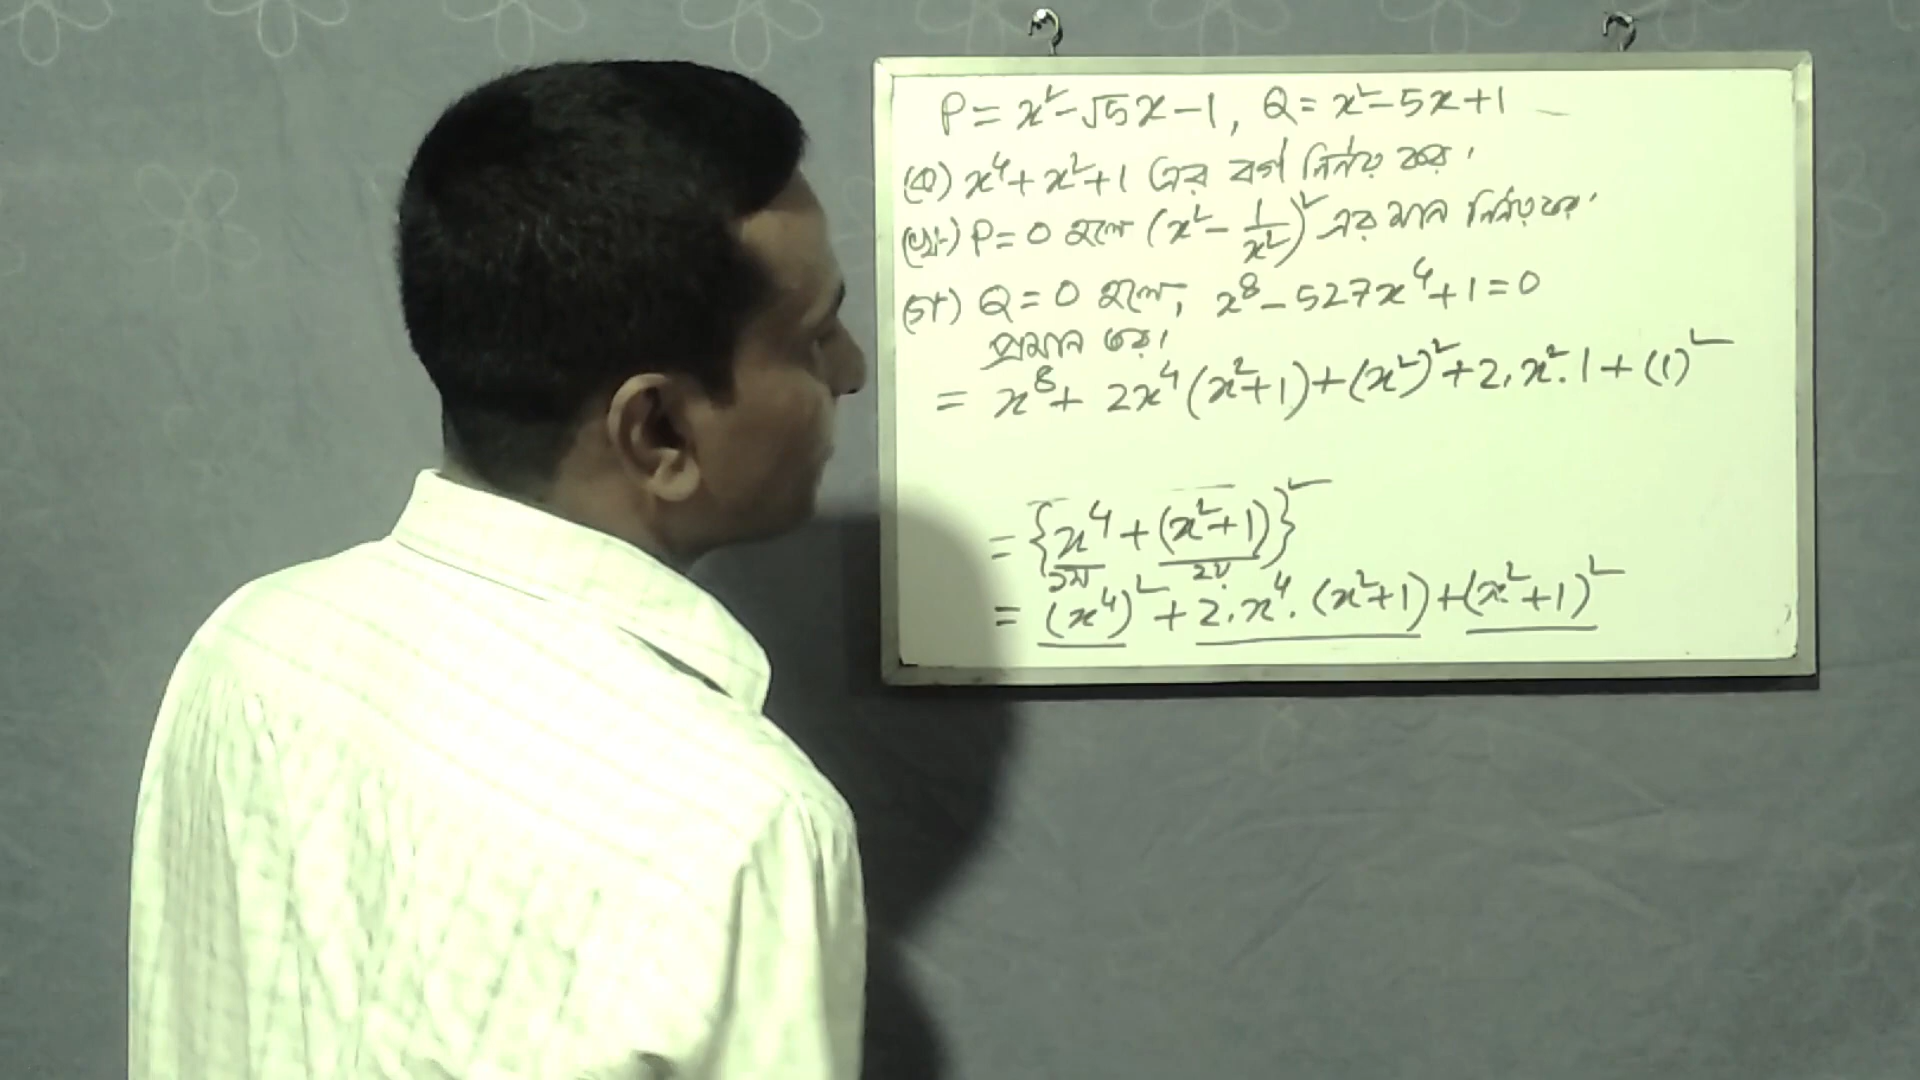 P = x² - √5x - 1, Q = x² - 5x + 1
(ক) x⁴ + x² + 1 এর বর্গ নির্ণয় কর।
(খ) P = 0 হলে (x² - 1/x²)² এর মান নির্ণয় কর।
(গ) Q = 0 হলে, x⁸ - 527x⁴ + 1 = 0
প্রমান কর।
= x⁸ + 2x⁴(x² + 1) + (x²)² + 2.x².1 + (1)²
= {x⁴ + (x² + 1)}²
১ম ২য়
= (x⁴)² + 2.x⁴.(x² + 1) + (x² + 1)²